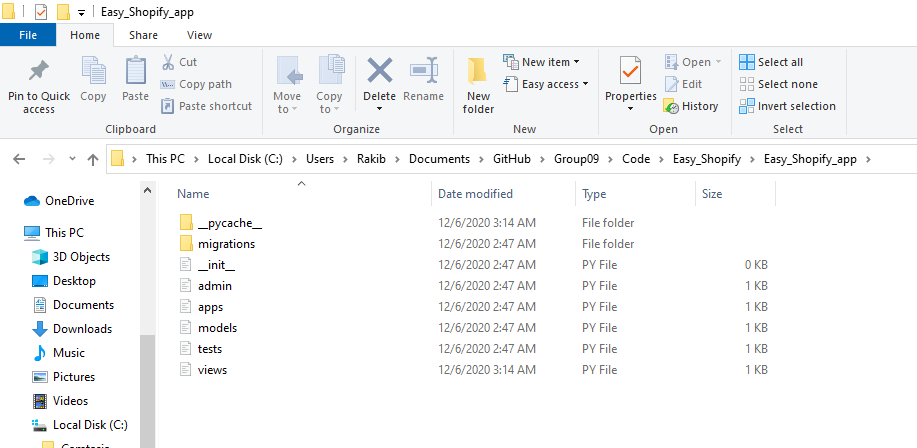 Easy_Shopify_app
File Home Share View
Pin to Quick access
Copy
Paste
Cut
Copy path
Paste shortcut
Clipboard
Move to
Copy to
Delete
Rename
Organize
New folder
New item
Easy access
New
Properties
Open
Edit
History
Open
Select all
Select none
Invert selection
Select
This PC > Local Disk (C:) > Users > Rakib > Documents > GitHub > Group09 > Code > Easy_Shopify > Easy_Shopify_app >
OneDrive
This PC
3D Objects
Desktop
Documents
Downloads
Music
Pictures
Videos
Local Disk (C:)
Name Date modified Type Size
__pycache__ 12/6/2020 3:14 AM File folder
migrations 12/6/2020 2:47 AM File folder
__init__ 12/6/2020 2:47 AM PY File 0 KB
admin 12/6/2020 2:47 AM PY File 1 KB
apps 12/6/2020 2:47 AM PY File 1 KB
models 12/6/2020 2:47 AM PY File 1 KB
tests 12/6/2020 2:47 AM PY File 1 KB
views 12/6/2020 3:14 AM PY File 1 KB